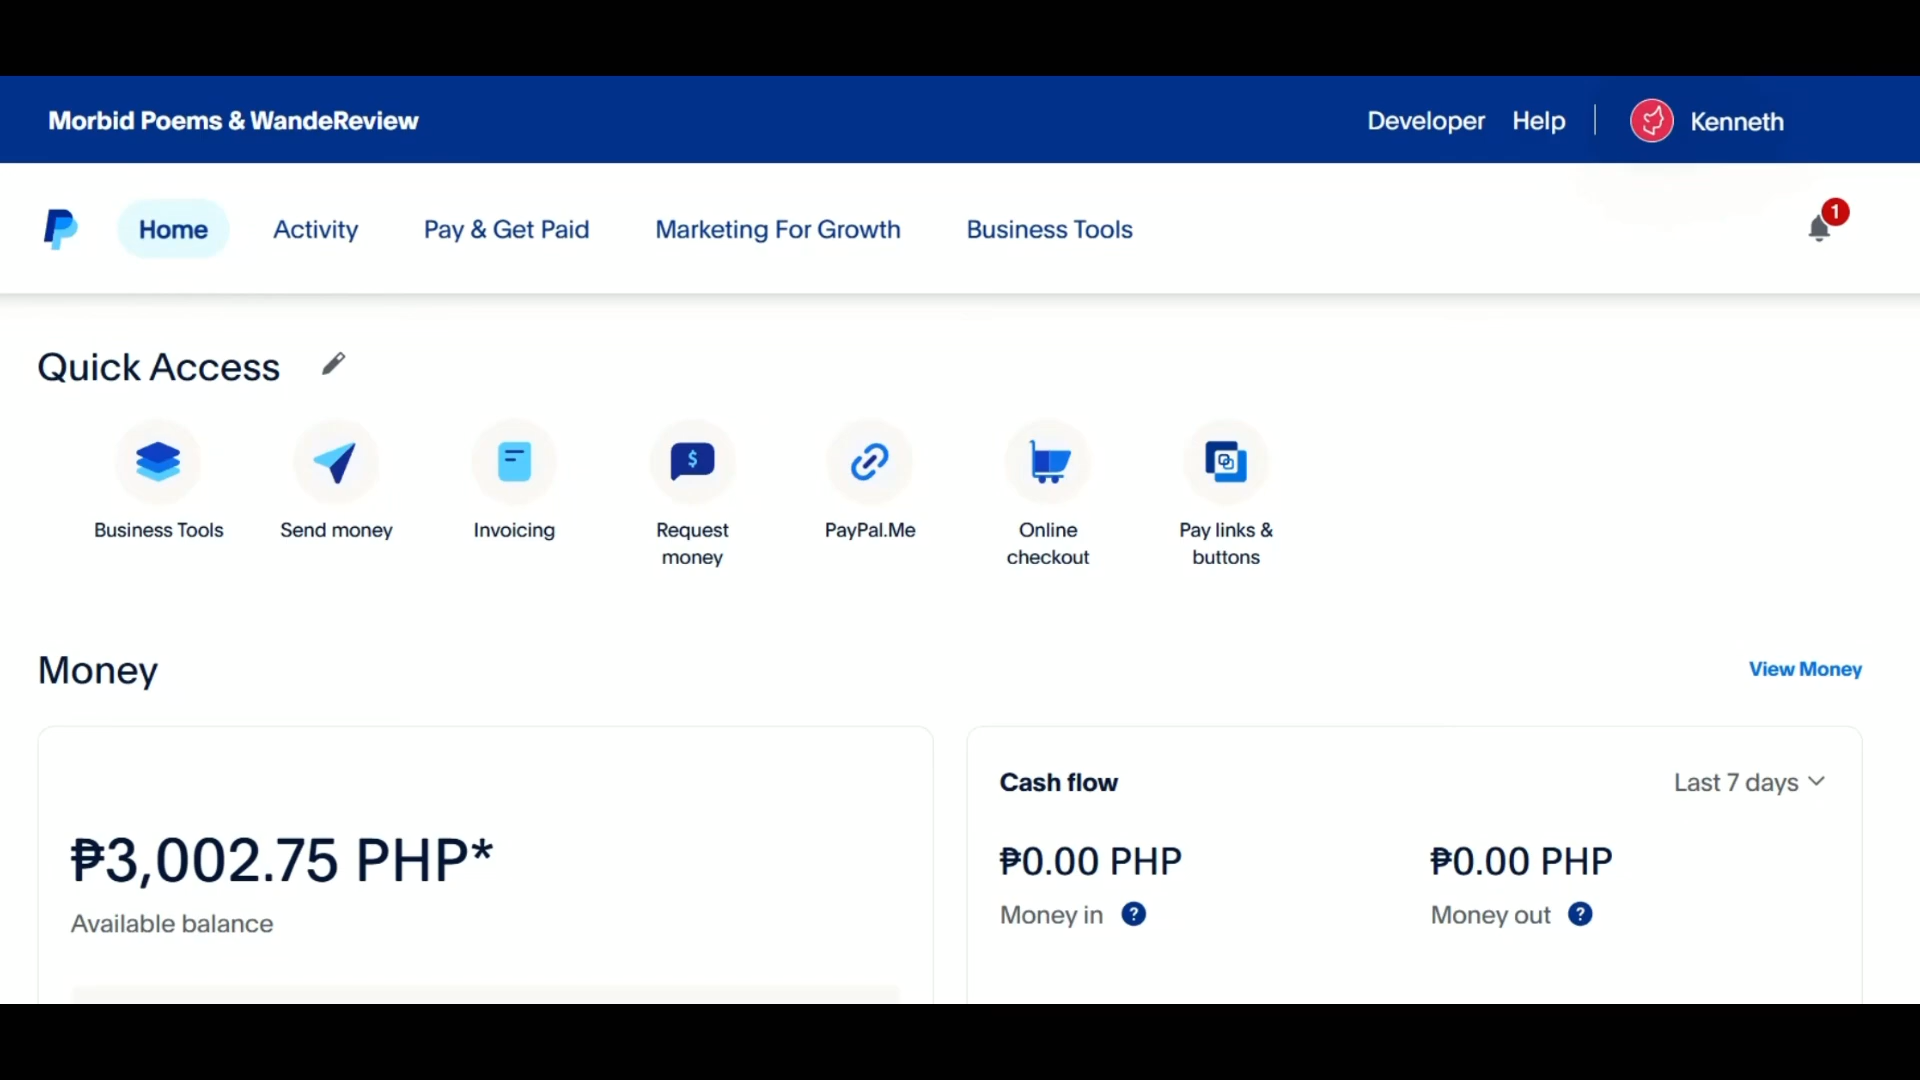 Morbid Poems & WandeReview
Developer Help Kenneth
Home Activity Pay & Get Paid Marketing For Growth Business Tools
1
Quick Access
Business Tools Send money Invoicing Request money PayPal.Me Online checkout Pay links & buttons
Money
View Money
₱3,002.75 PHP*
Available balance
Cash flow
Last 7 days
₱0.00 PHP ₱0.00 PHP
Money in ? Money out ?